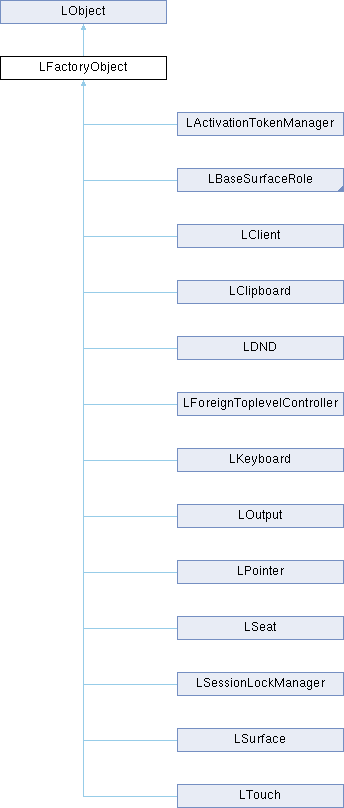 LObject
LFactoryObject
LActivationTokenManager
LBaseSurfaceRole
LClient
LClipboard
LDND
LForeignToplevelController
LKeyboard
LOutput
LPointer
LSeat
LSessionLockManager
LSurface
LTouch